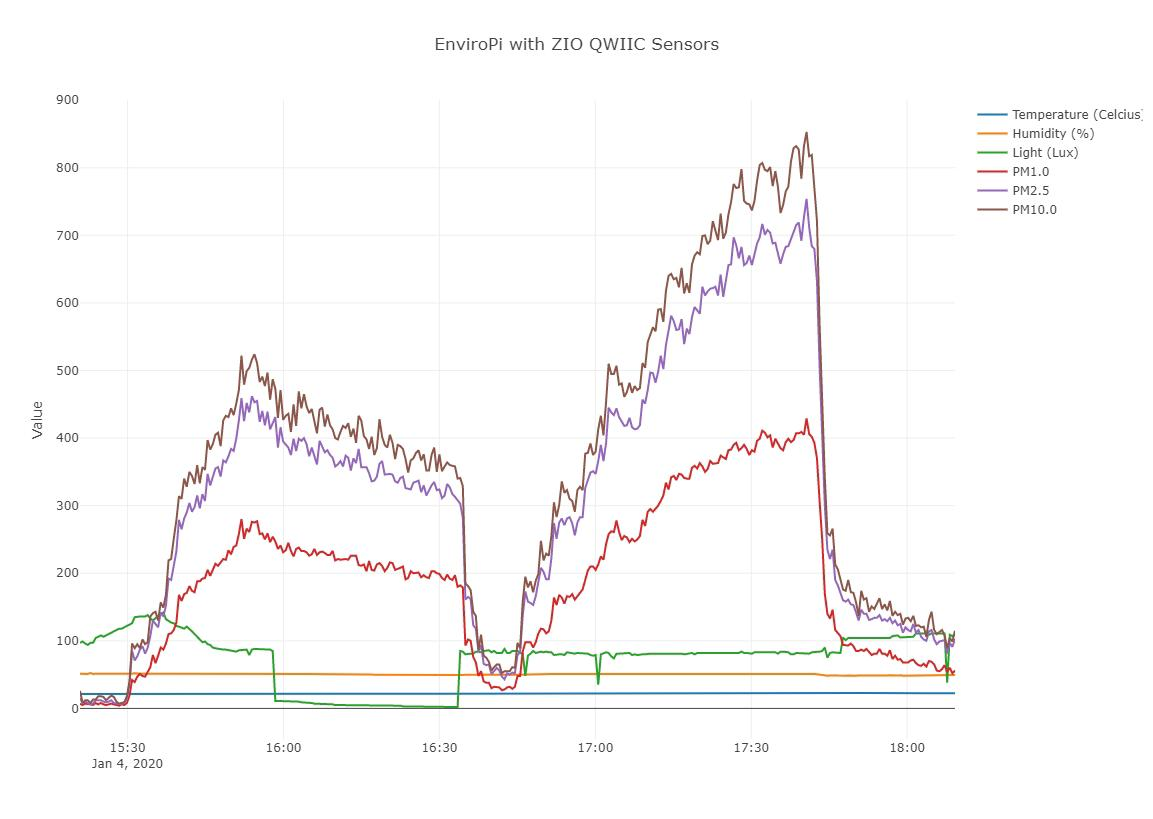 EnviroPi with ZIO QWIIC Sensors
900
800
700
600
500
400
300
200
100
0
Value
15:30
16:00
16:30
17:00
17:30
18:00
Jan 4, 2020
Temperature (Celcius)
Humidity (%)
Light (Lux)
PM1.0
PM2.5
PM10.0